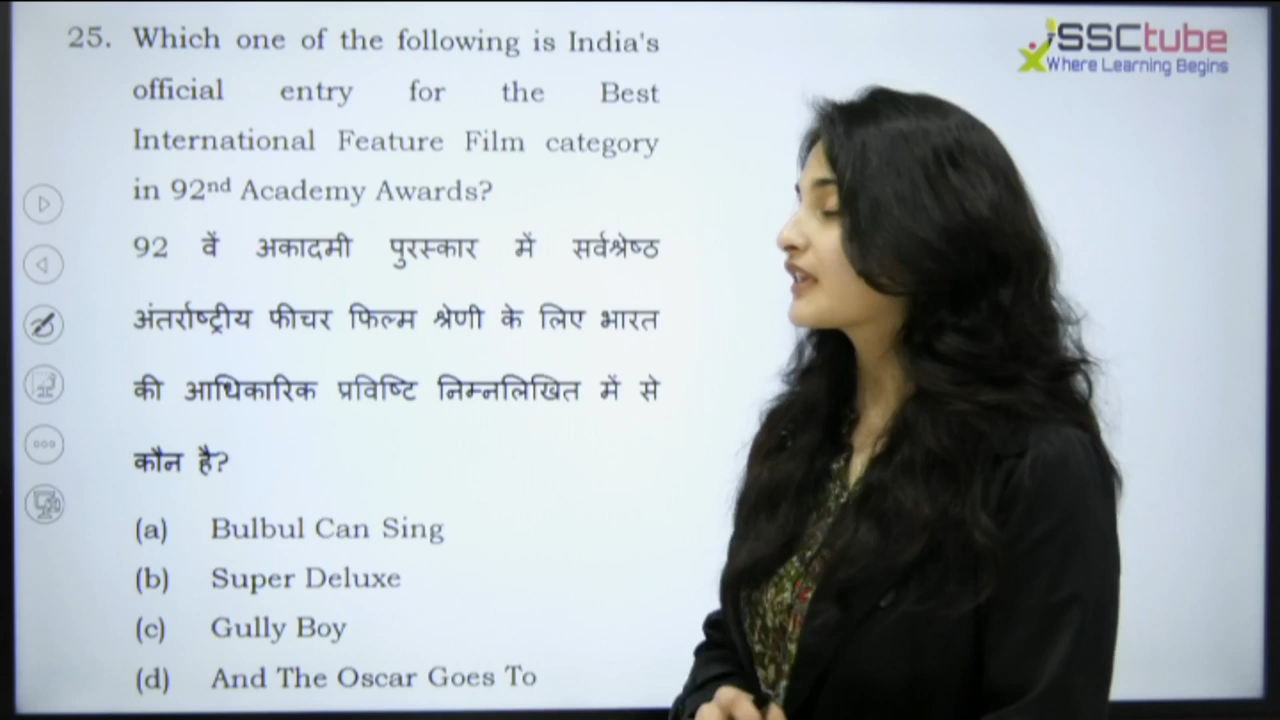 25. Which one of the following is India's
official entry for the Best
International Feature Film category
in 92nd Academy Awards?
92 वें अकादमी पुरस्कार में सर्वश्रेष्ठ
अंतर्राष्ट्रीय फीचर फिल्म श्रेणी के लिए भारत
की आधिकारिक प्रविष्टि निम्नलिखित में से
कौन है?
(a) Bulbul Can Sing
(b) Super Deluxe
(c) Gully Boy
(d) And The Oscar Goes To
SSCtube
Where Learning Begins